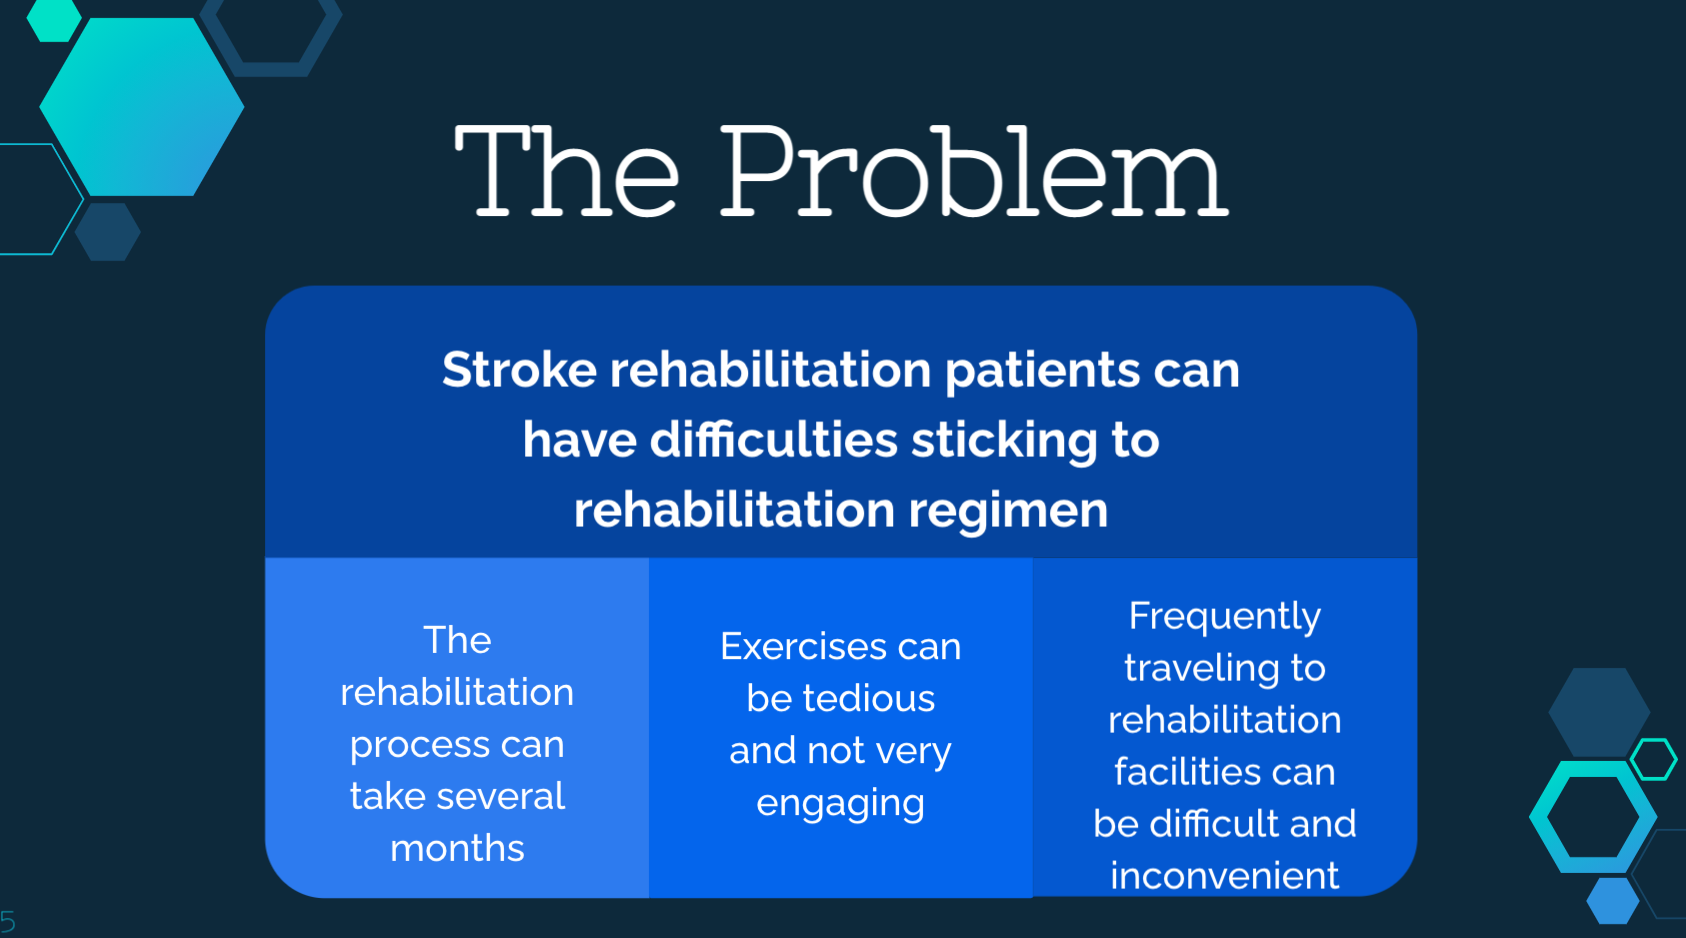 The Problem
Stroke rehabilitation patients can
have difficulties sticking to
rehabilitation regimen
The
rehabilitation
process can
take several
months
Exercises can
be tedious
and not very
engaging
Frequently
traveling to
rehabilitation
facilities can
be difficult and
inconvenient
5